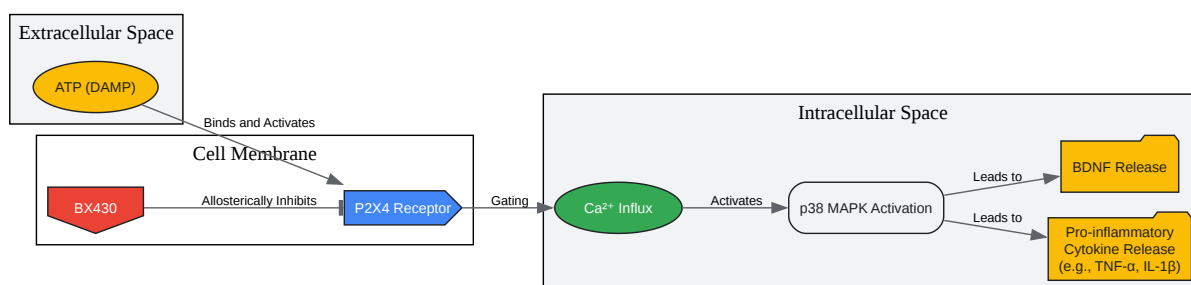 Extracellular Space
ATP (DAMP)
Binds and Activates
Cell Membrane
BX430
Allosterically Inhibits
P2X4 Receptor
Gating
Intracellular Space
Ca²⁺ Influx
Activates
p38 MAPK Activation
Leads to
BDNF Release
Leads to
Pro-inflammatory
Cytokine Release
(e.g., TNF-α, IL-1β)